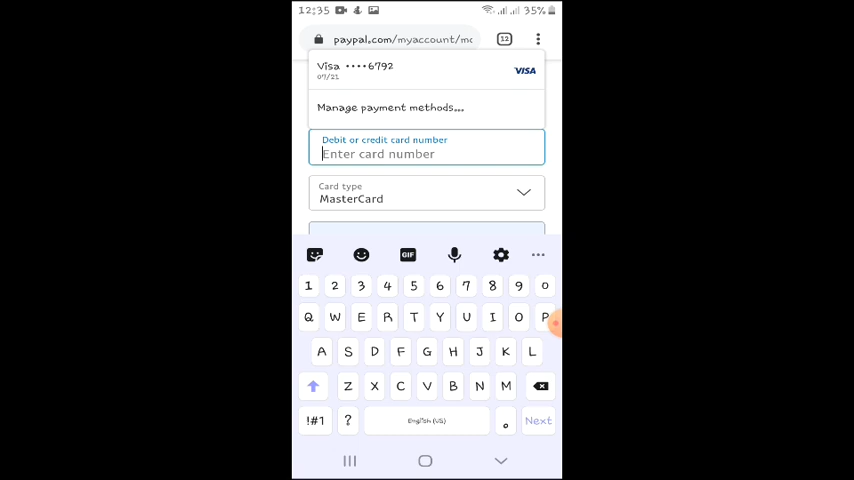 12:35 35%
paypal.com/myaccount/mo 12
Visa ••••6792 VISA
07/21
Manage payment methods...
Debit or credit card number
Enter card number
Card type
MasterCard
GIF
1 2 3 4 5 6 7 8 9 0
Q W E R T Y U I O P
A S D F G H J K L
Z X C V B N M
!#1 ? English (US) . Next